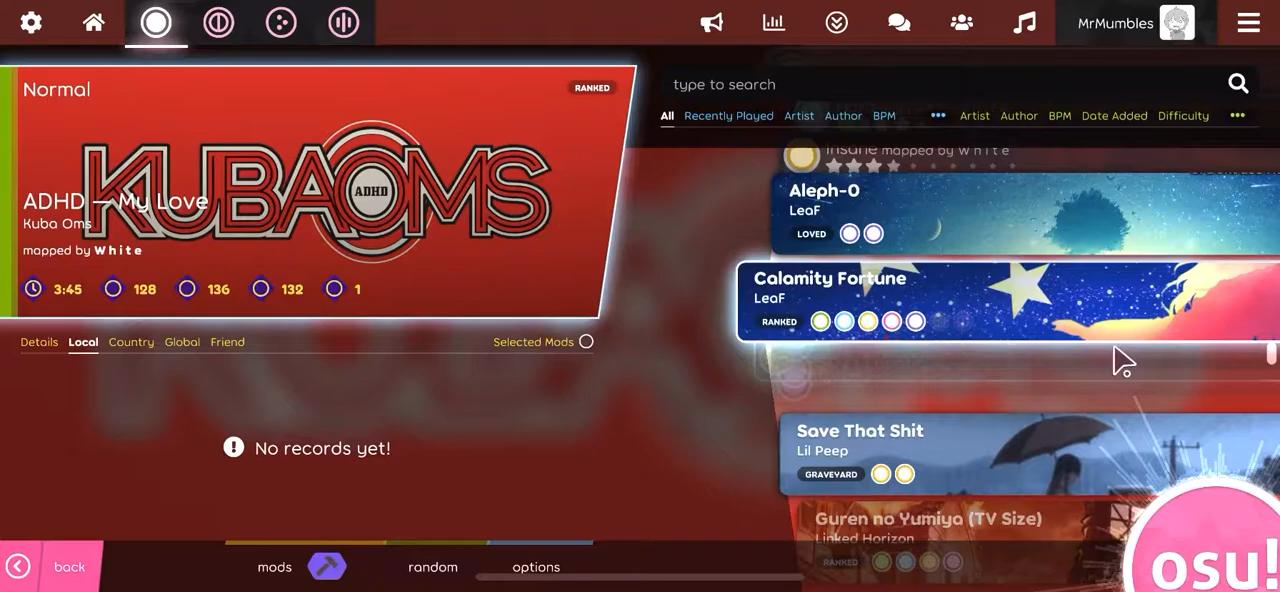 MrMumbles
Normal
RANKED
KUBAOMS
ADHD
ADHD — My Love
Kuba Oms
mapped by White
3:45 128 136 132 1
Details Local Country Global Friend
Selected Mods
No records yet!
type to search
All Recently Played Artist Author BPM ••• Artist Author BPM Date Added Difficulty •••
Insane mapped by White
Aleph-0
LeaF
LOVED
Calamity Fortune
LeaF
RANKED
Save That Shit
Lil Peep
GRAVEYARD
Guren no Yumiya (TV Size)
Linked Horizon
RANKED
back
mods
random
options
osu!